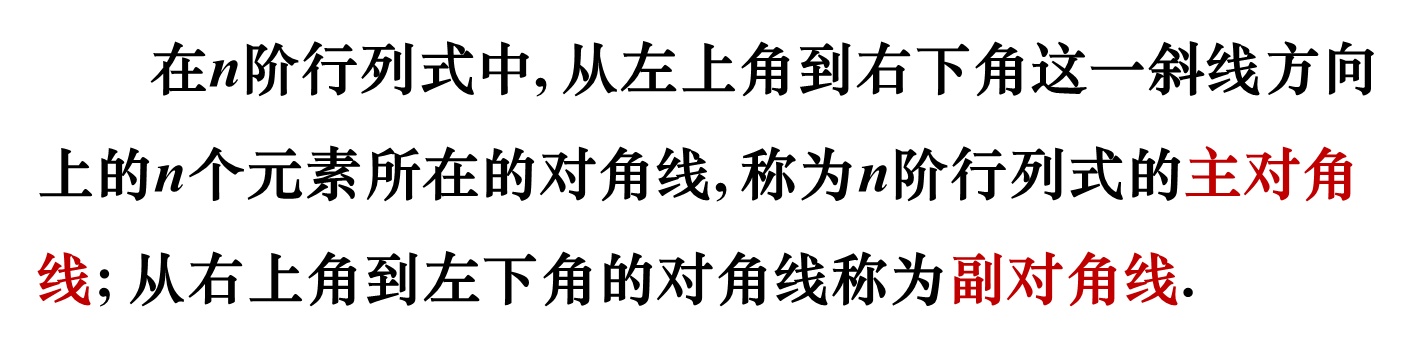 在n阶行列式中, 从左上角到右下角这一斜线方向
上的n个元素所在的对角线, 称为n阶行列式的主对角
线; 从右上角到左下角的对角线称为副对角线.